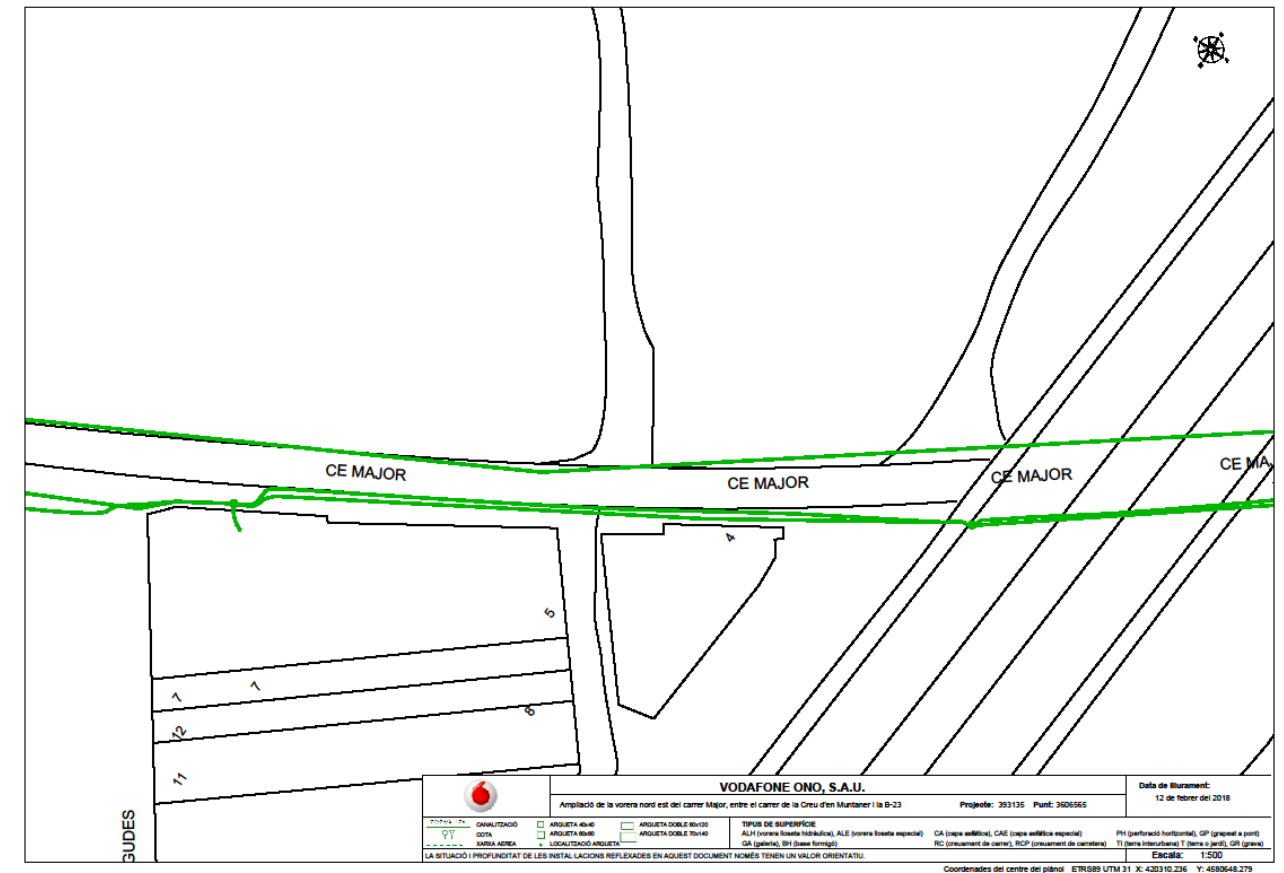 CE MAJOR
CE MAJOR
CE MAJOR
CE MA
4
5
7
7
8
12
11
GUDES
VODAFONE ONO, S.A.U.
Data de lliurament:
12 de febrer del 2018
Ampliació de la vorera nord est del carrer Major, entre el carrer de la Creu d'en Muntaner i la B-23
Projecte: 393135 Punt: 3606565
CANALITZACIÓ
COTA
XARXA AEREA
ARQUETA 40x40
ARQUETA 60x60
LOCALITZACIÓ ARQUETA
ARQUETA DOBLE 60x120
ARQUETA DOBLE 70x140
TIPUS DE SUPERFÍCIE
ALH (vorera lloseta hidràulica), ALE (vorera lloseta especial)
GA (galeria), BH (base formigó)
CA (capa asfàltica), CAE (capa asfàltica especial)
RC (creuament de carrer), RCP (creuament de carretera)
PH (perforació horitzontal), GP (grapeat a pont)
TI (terra interurbana) T (terra o jardí), GR (grava)
LA SITUACIÓ I PROFUNDITAT DE LES INSTAL·LACIONS REFLEXADES EN AQUEST DOCUMENT NOMÉS TENEN UN VALOR ORIENTATIU.
Escala: 1:500
Coordenades del centre del plànol ETRS89 UTM 31 X: 420310.236 Y: 4580648.279